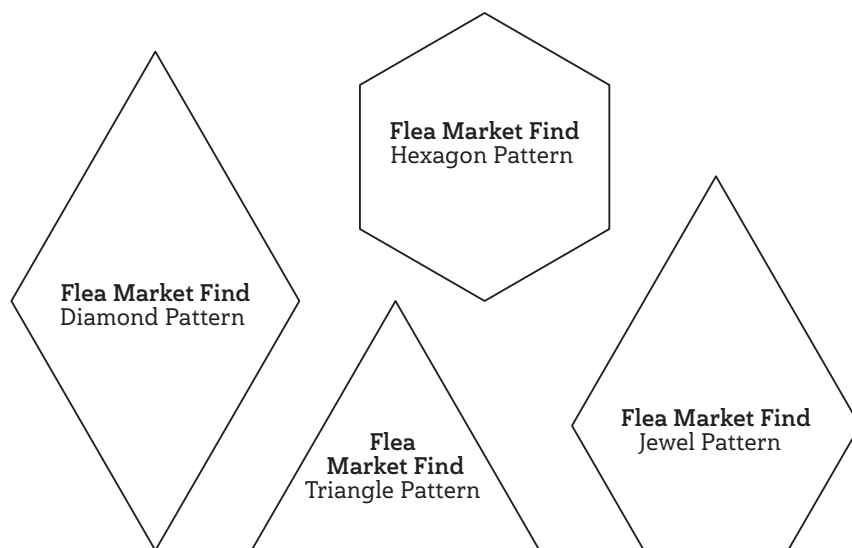 Flea Market Find
Hexagon Pattern
Flea Market Find
Diamond Pattern
Flea Market Find
Jewel Pattern
Flea
Market Find
Triangle Pattern